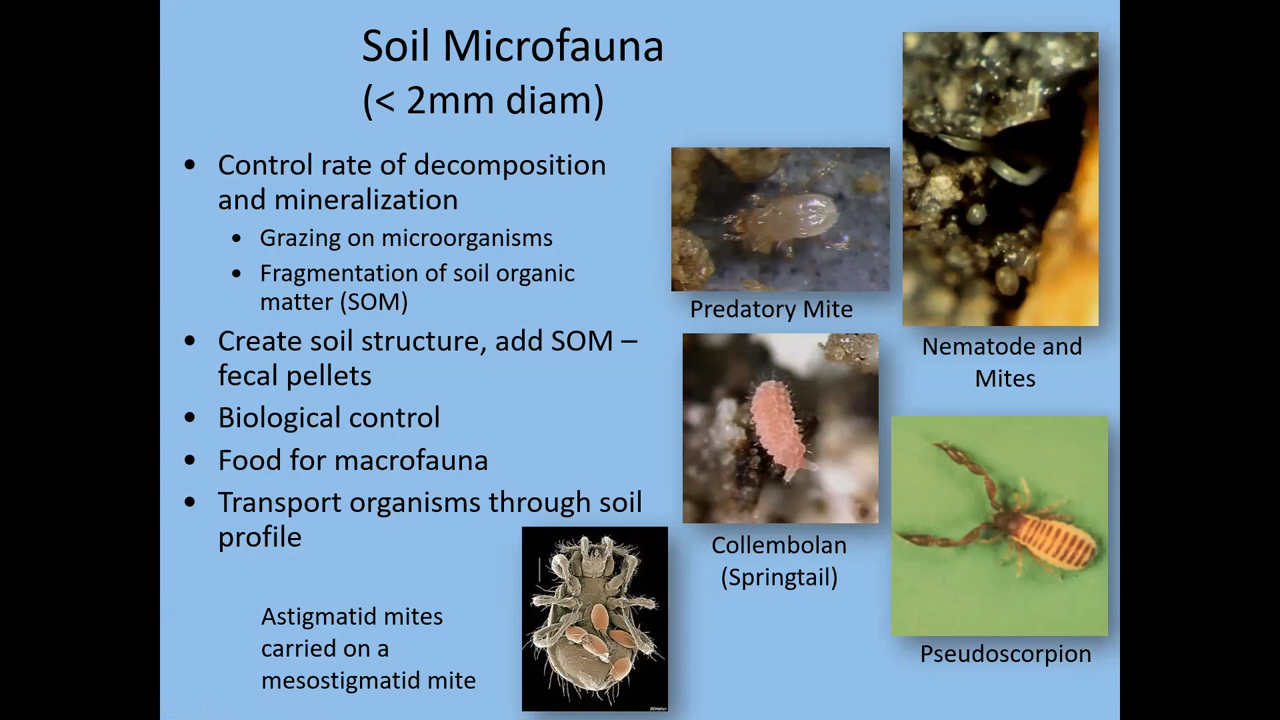 Soil Microfauna
(< 2mm diam)
• Control rate of decomposition
and mineralization
• Grazing on microorganisms
• Fragmentation of soil organic
matter (SOM)
• Create soil structure, add SOM –
fecal pellets
• Biological control
• Food for macrofauna
• Transport organisms through soil
profile
Astigmatid mites
carried on a
mesostigmatid mite
Predatory Mite
Collembolan
(Springtail)
Nematode and
Mites
Pseudoscorpion